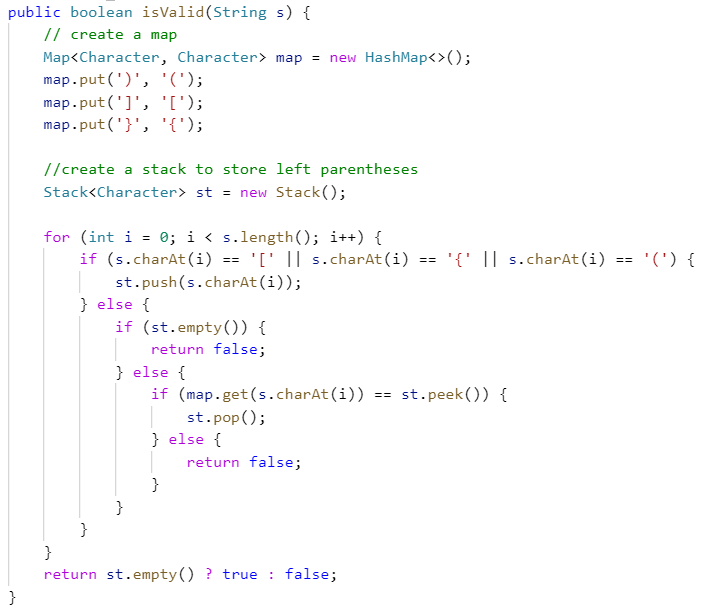 public boolean isValid(String s) {
    // create a map
    Map<Character, Character> map = new HashMap<>();
    map.put(')', '(');
    map.put(']', '[');
    map.put('}', '{');

    //create a stack to store left parentheses
    Stack<Character> st = new Stack();

    for (int i = 0; i < s.length(); i++) {
        if (s.charAt(i) == '[' || s.charAt(i) == '{' || s.charAt(i) == '(') {
            st.push(s.charAt(i));
        } else {
            if (st.empty()) {
                return false;
            } else {
                if (map.get(s.charAt(i)) == st.peek()) {
                    st.pop();
                } else {
                    return false;
                }
            }
        }
    }
    return st.empty() ? true : false;
}